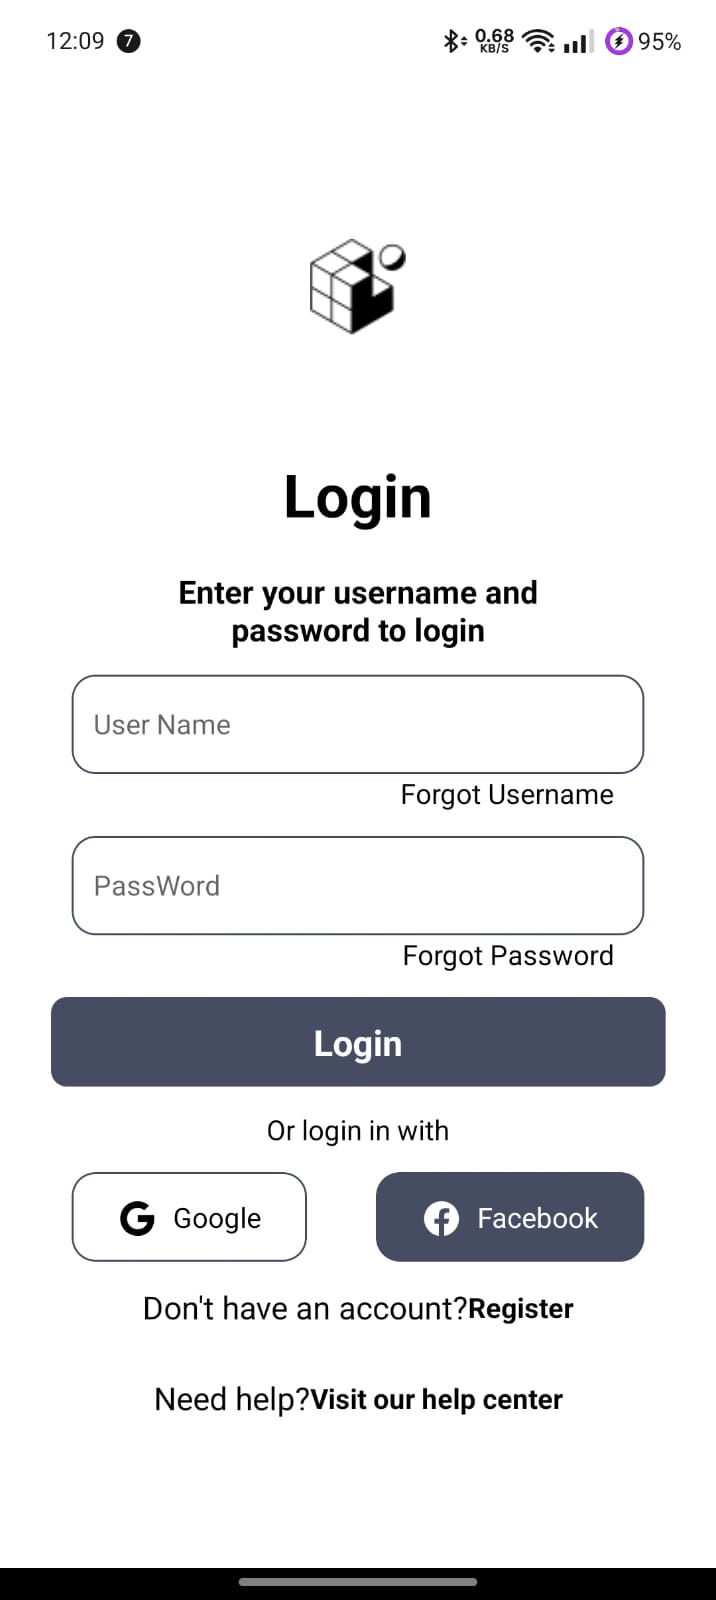 12:09 7 0.68 KB/S 95%
Login
Enter your username and
password to login
User Name
Forgot Username
PassWord
Forgot Password
Login
Or login in with
Google Facebook
Don't have an account?Register
Need help?Visit our help center